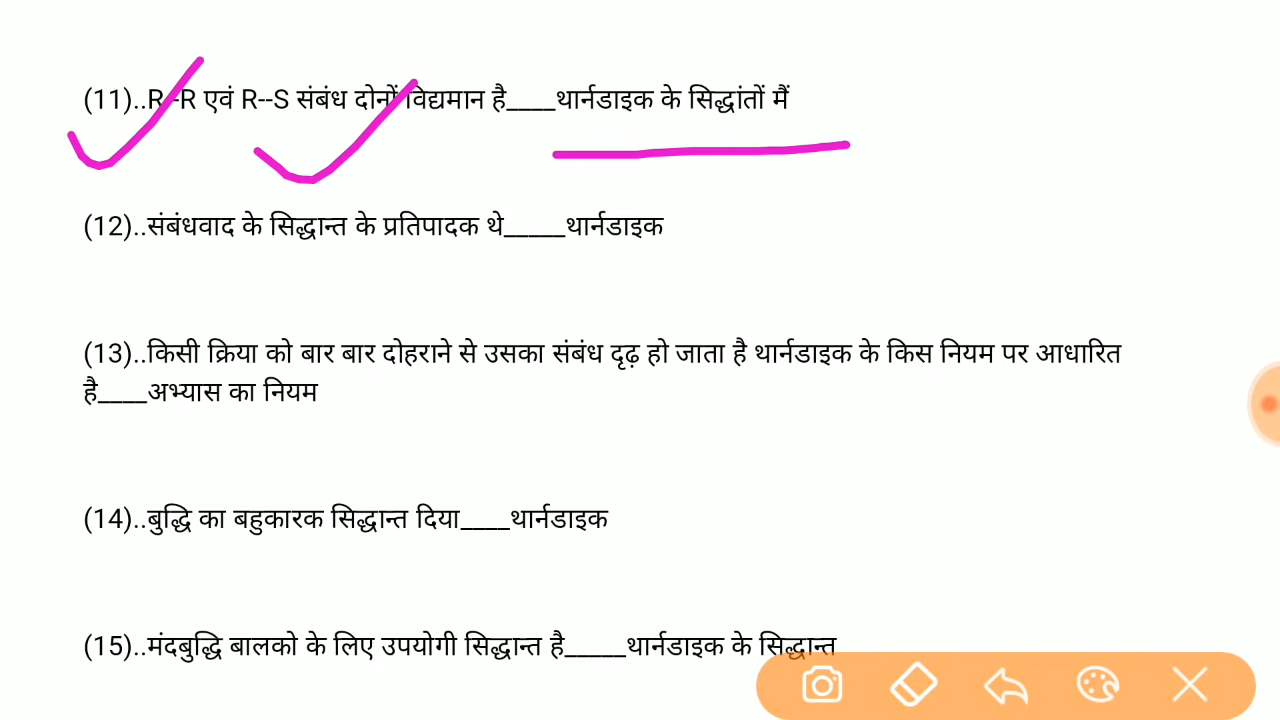 (11)..R--R एवं R--S संबंध दोनों विद्यमान है____थार्नडाइक के सिद्धांतों मैं
(12)..संबंधवाद के सिद्धान्त के प्रतिपादक थे_____थार्नडाइक
(13)..किसी क्रिया को बार बार दोहराने से उसका संबंध दृढ़ हो जाता है थार्नडाइक के किस नियम पर आधारित
है____अभ्यास का नियम
(14)..बुद्धि का बहुकारक सिद्धान्त दिया____थार्नडाइक
(15)..मंदबुद्धि बालको के लिए उपयोगी सिद्धान्त है_____थार्नडाइक के सिद्धान्त